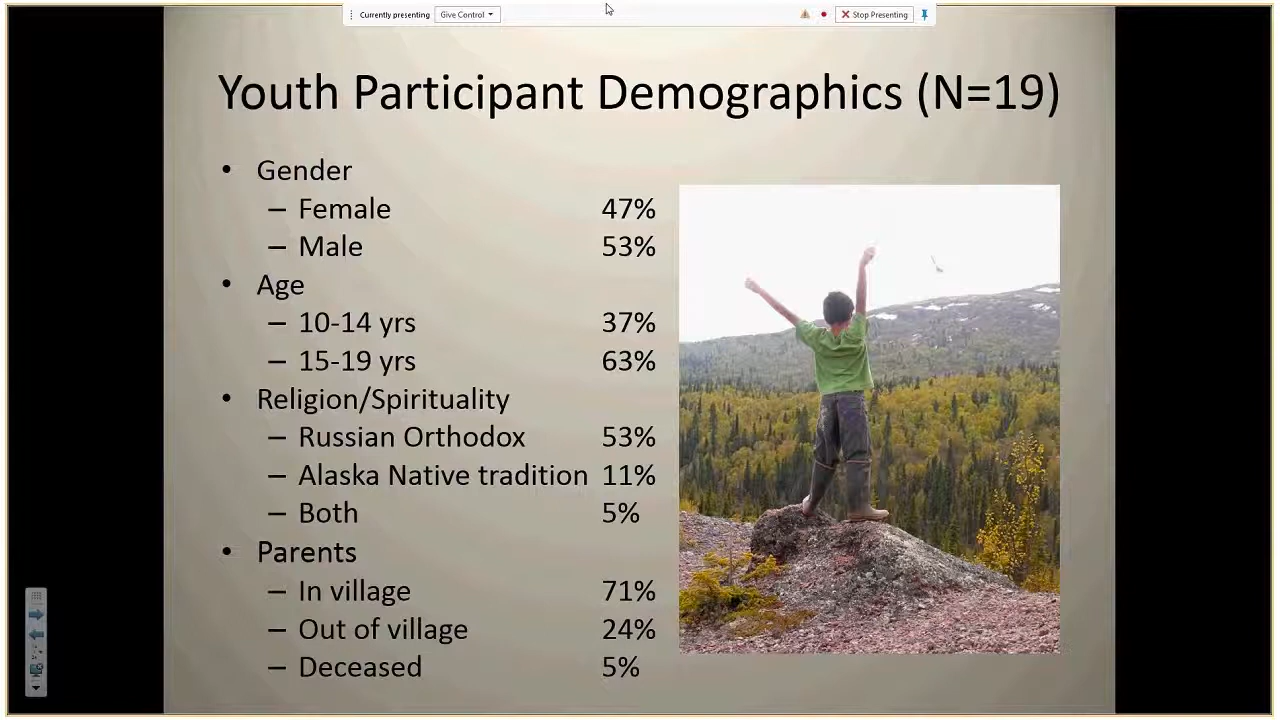 Currently presenting Give Control Stop Presenting
Youth Participant Demographics (N=19)
• Gender
– Female 47%
– Male 53%
• Age
– 10-14 yrs 37%
– 15-19 yrs 63%
• Religion/Spirituality
– Russian Orthodox 53%
– Alaska Native tradition 11%
– Both 5%
• Parents
– In village 71%
– Out of village 24%
– Deceased 5%